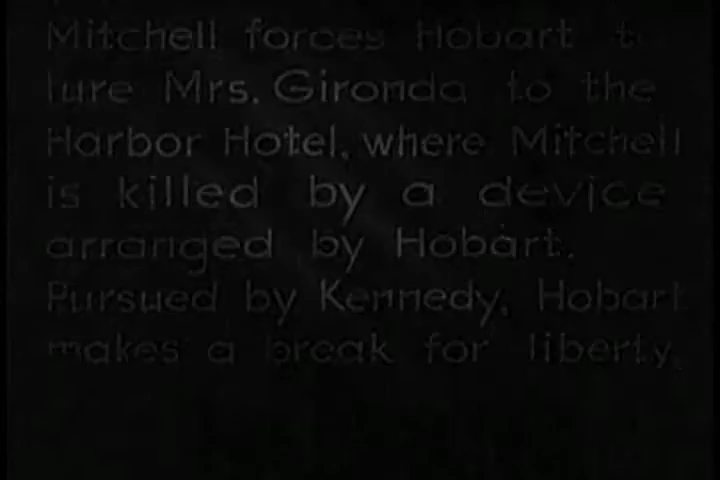 Mitchell forces Hobart to
lure Mrs. Gironda to the
Harbor Hotel, where Mitchell
is killed by a device
arranged by Hobart.
Pursued by Kennedy, Hobart
makes a break for liberty.